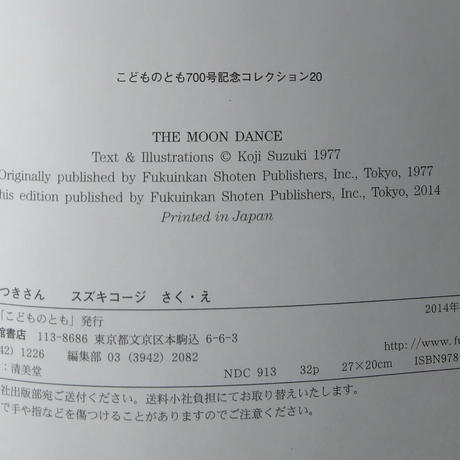 こどものとも700号記念コレクション20
THE MOON DANCE
Text & Illustrations © Koji Suzuki 1977
Originally published by Fukuinkan Shoten Publishers, Inc., Tokyo, 1977
his edition published by Fukuinkan Shoten Publishers, Inc., Tokyo, 2014
Printed in Japan
つきさん スズキコージ さく・え
「こどものとも」発行 2014年
館書店 113-8686 東京都文京区本駒込 6-6-3
42) 1226 編集部 03 (3942) 2082 http://www.fu
:清美堂 NDC 913 32p 27×20cm ISBN978
社出版部宛ご送付ください。送料小社負担にてお取り替えいたします。
で手や指などを傷つけることがありますのでご注意ください。